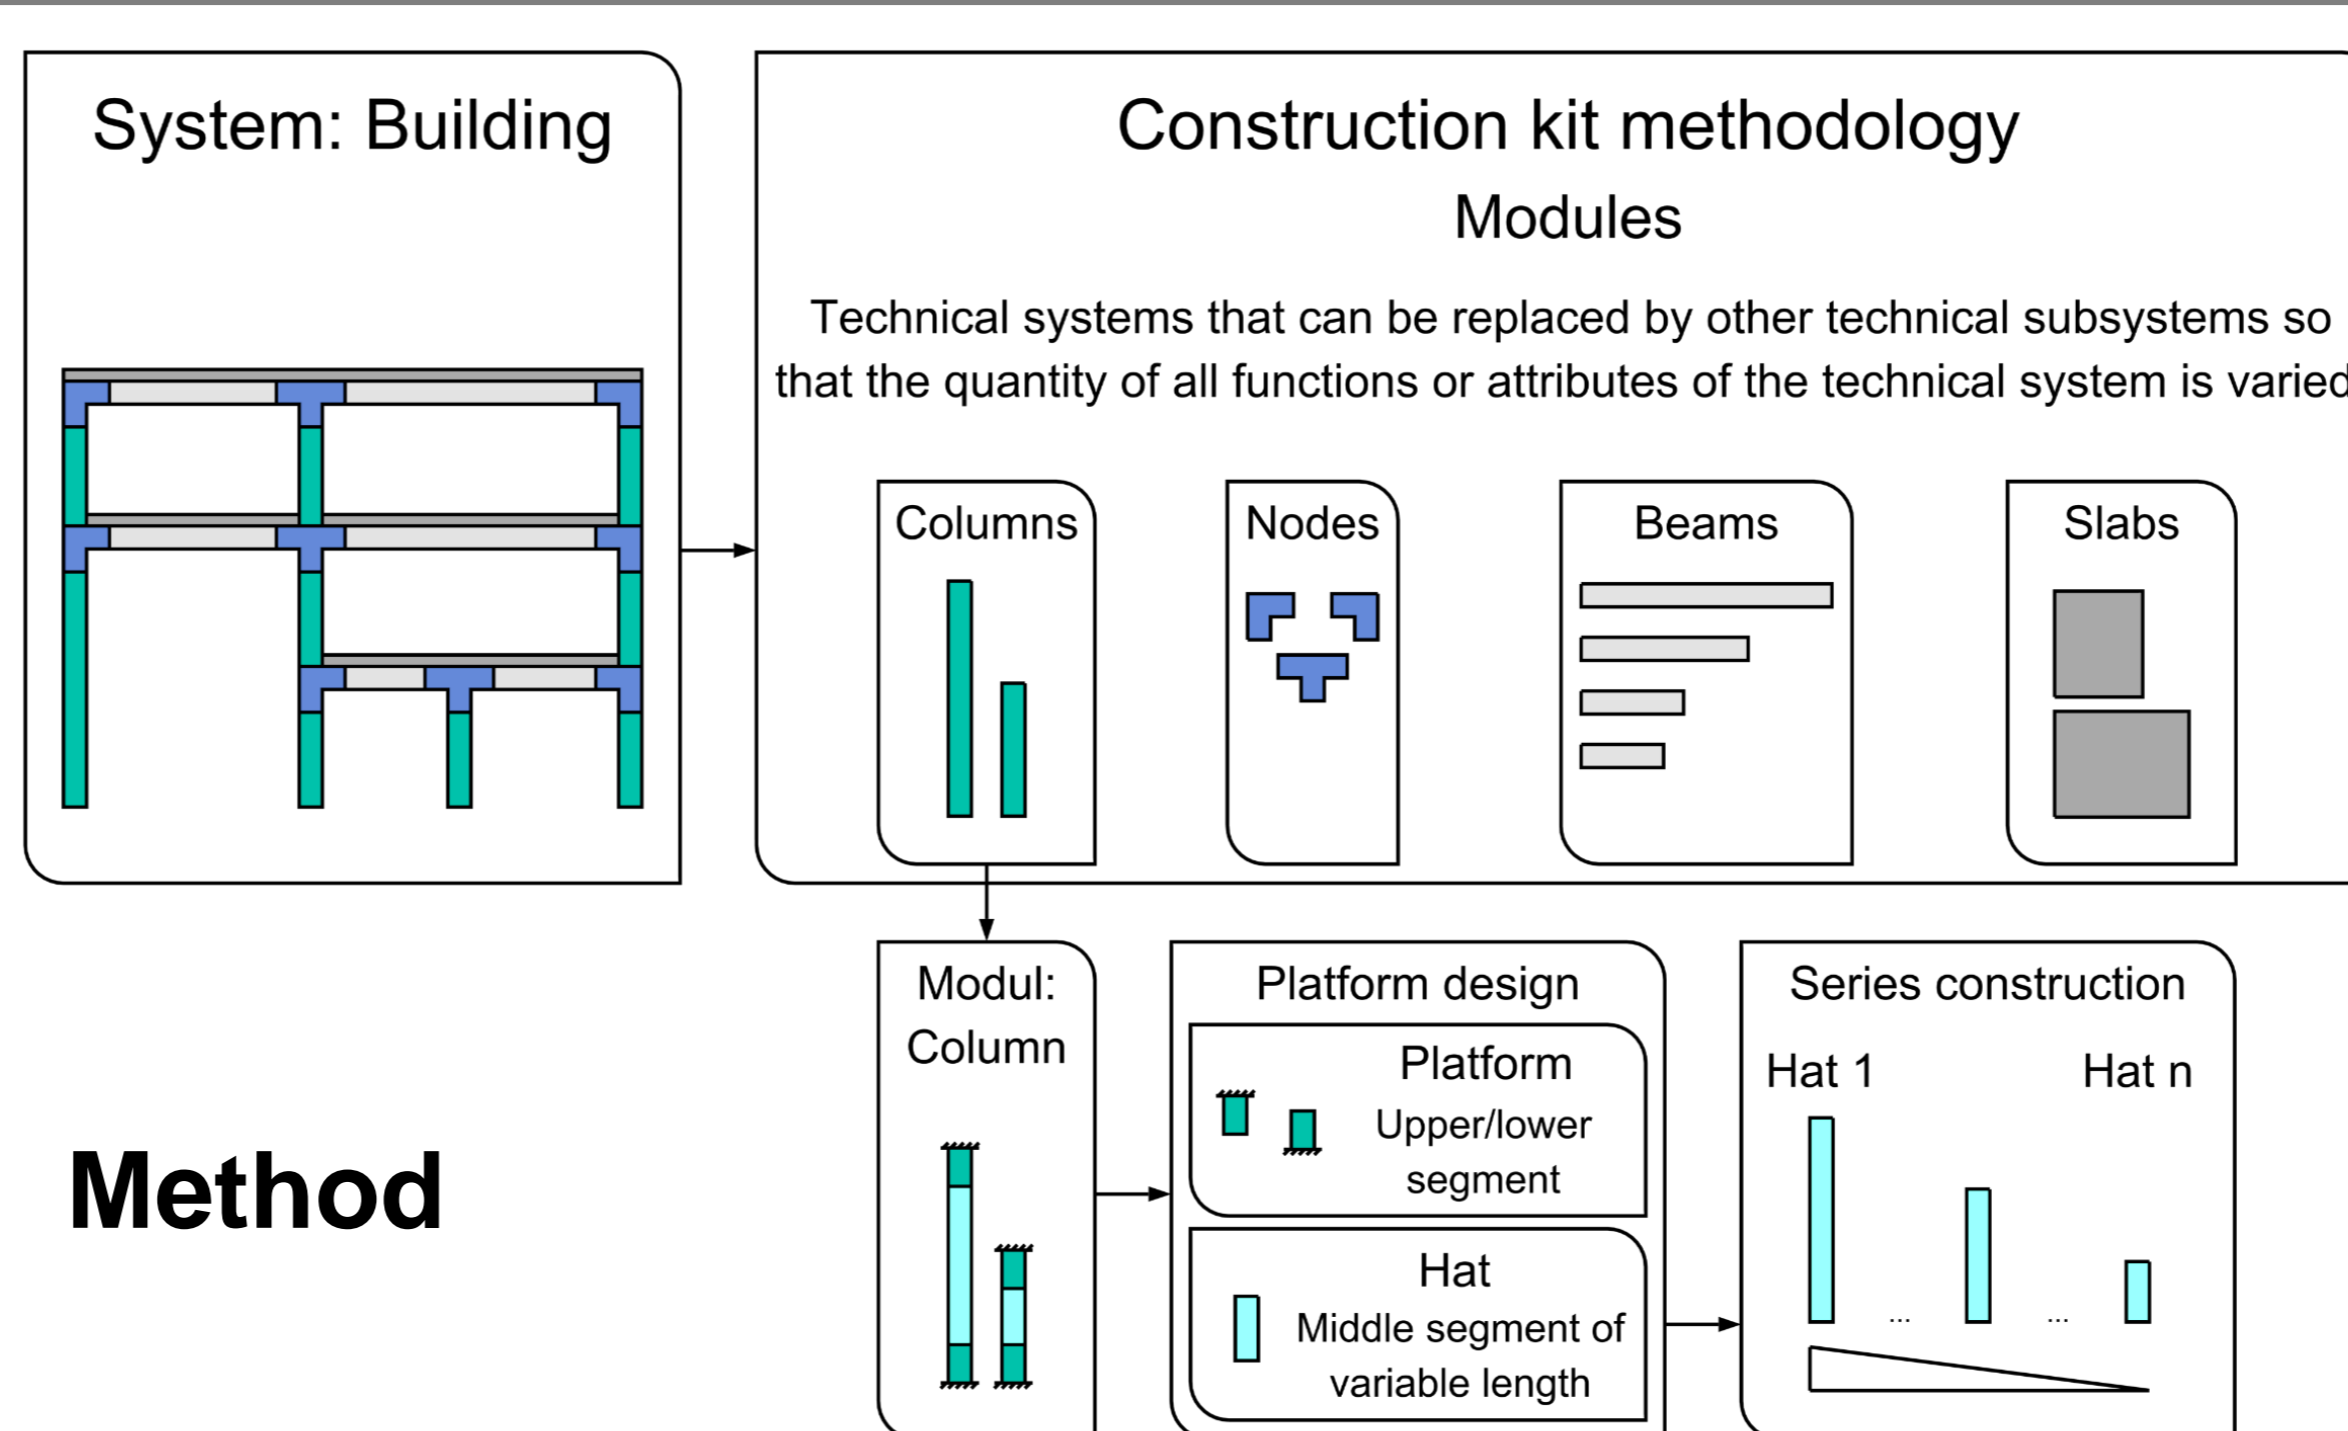 System: Building
Construction kit methodology
Modules
Technical systems that can be replaced by other technical subsystems so
that the quantity of all functions or attributes of the technical system is varied
Columns
Nodes
Beams
Slabs
Modul:
Column
Platform design
Platform
Upper/lower
segment
Hat
Middle segment of
variable length
Series construction
Hat 1
Hat n
...
...
Method